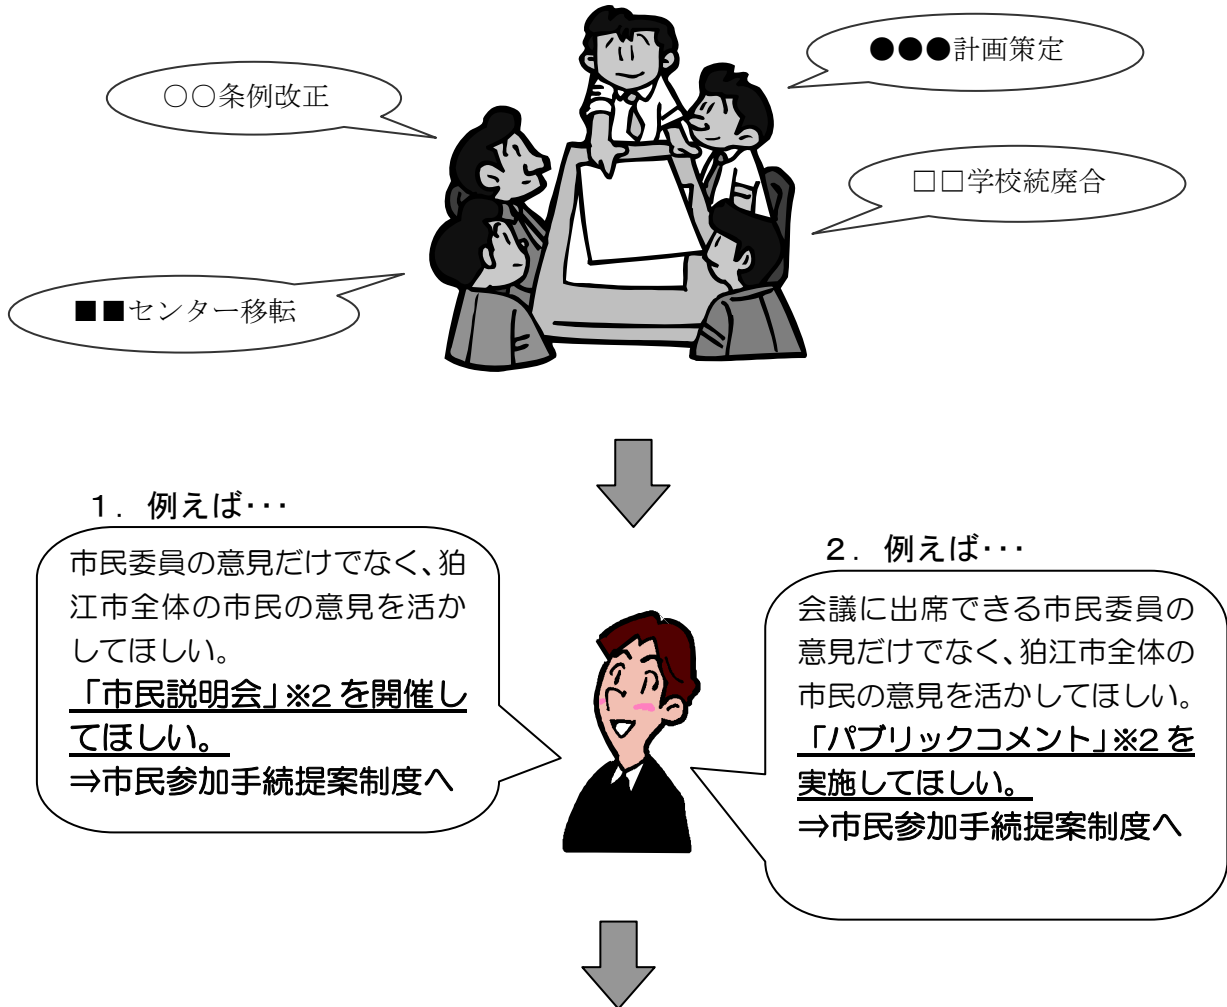 ●●●計画策定
○○条例改正
□□学校統廃合
■■センター移転
１．例えば･･･
市民委員の意見だけでなく、狛
江市全体の市民の意見を活か
してほしい。
「市民説明会」※2 を開催し
てほしい。
⇒市民参加手続提案制度へ
２．例えば･･･
会議に出席できる市民委員の
意見だけでなく、狛江市全体の
市民の意見を活かしてほしい。
「パブリックコメント」※2 を
実施してほしい。
⇒市民参加手続提案制度へ